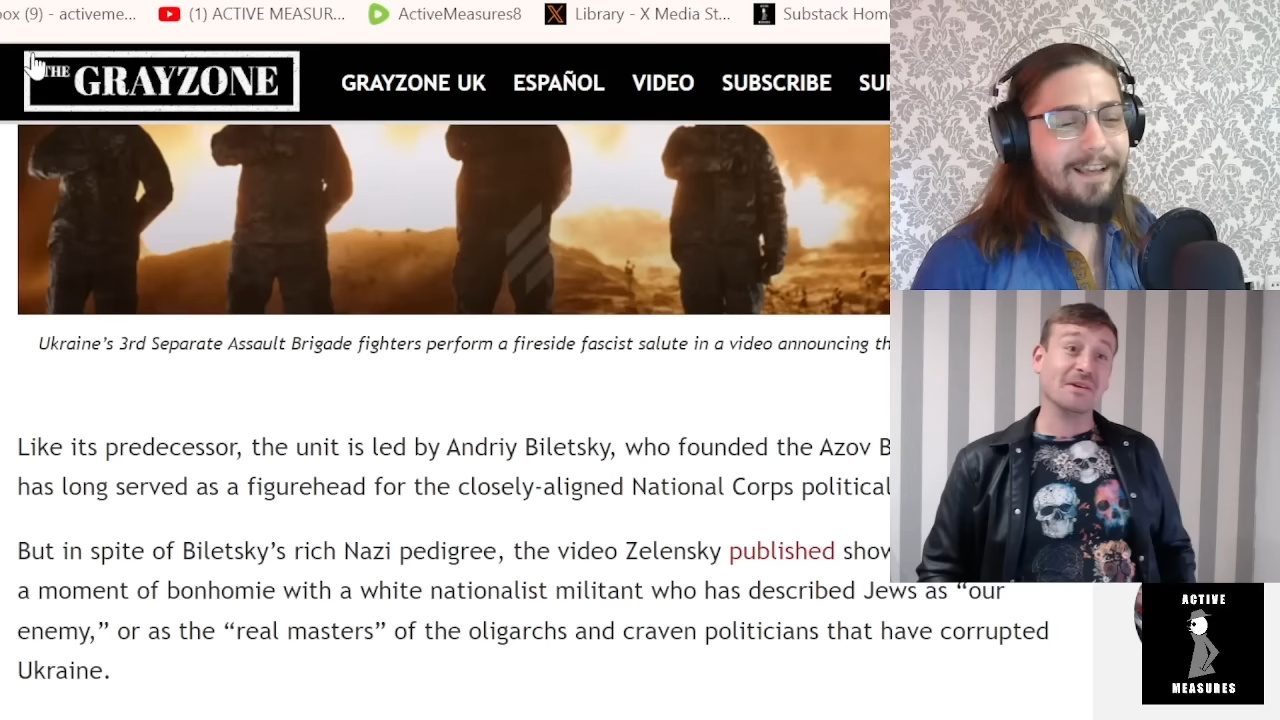 box (9) - activeme... (1) ACTIVE MEASUR... ActiveMeasures8 Library - X Media St... Substack Hom
THE GRAYZONE GRAYZONE UK ESPAÑOL VIDEO SUBSCRIBE
Ukraine's 3rd Separate Assault Brigade fighters perform a fireside fascist salute in a video announcing th
Like its predecessor, the unit is led by Andriy Biletsky, who founded the Azov B
has long served as a figurehead for the closely-aligned National Corps political
But in spite of Biletsky's rich Nazi pedigree, the video Zelensky published show
a moment of bonhomie with a white nationalist militant who has described Jews as “our
enemy,” or as the “real masters” of the oligarchs and craven politicians that have corrupted
Ukraine.
ACTIVE
MEASURES